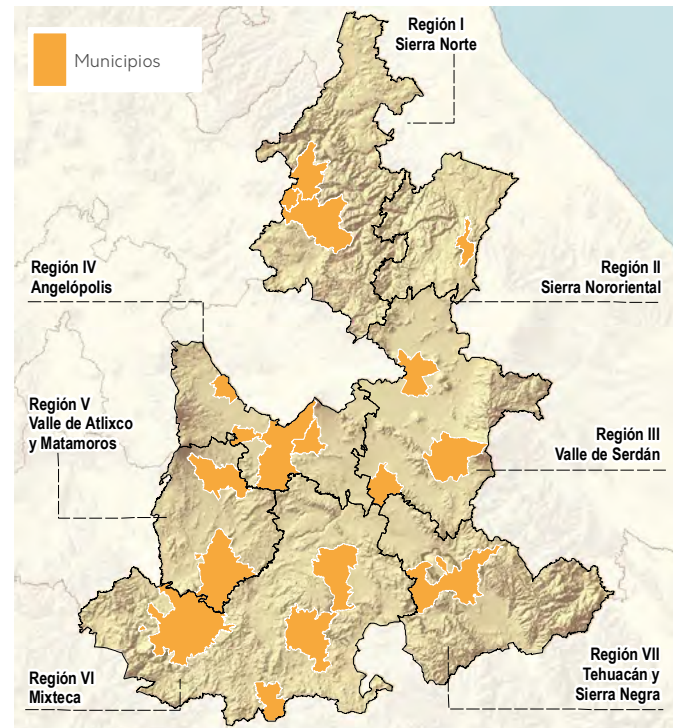 Municipios
Región I
Sierra Norte
Región IV
Angelópolis
Región II
Sierra Nororiental
Región V
Valle de Atlixco
y Matamoros
Región III
Valle de Serdán
Región VI
Mixteca
Región VII
Tehuacán y
Sierra Negra